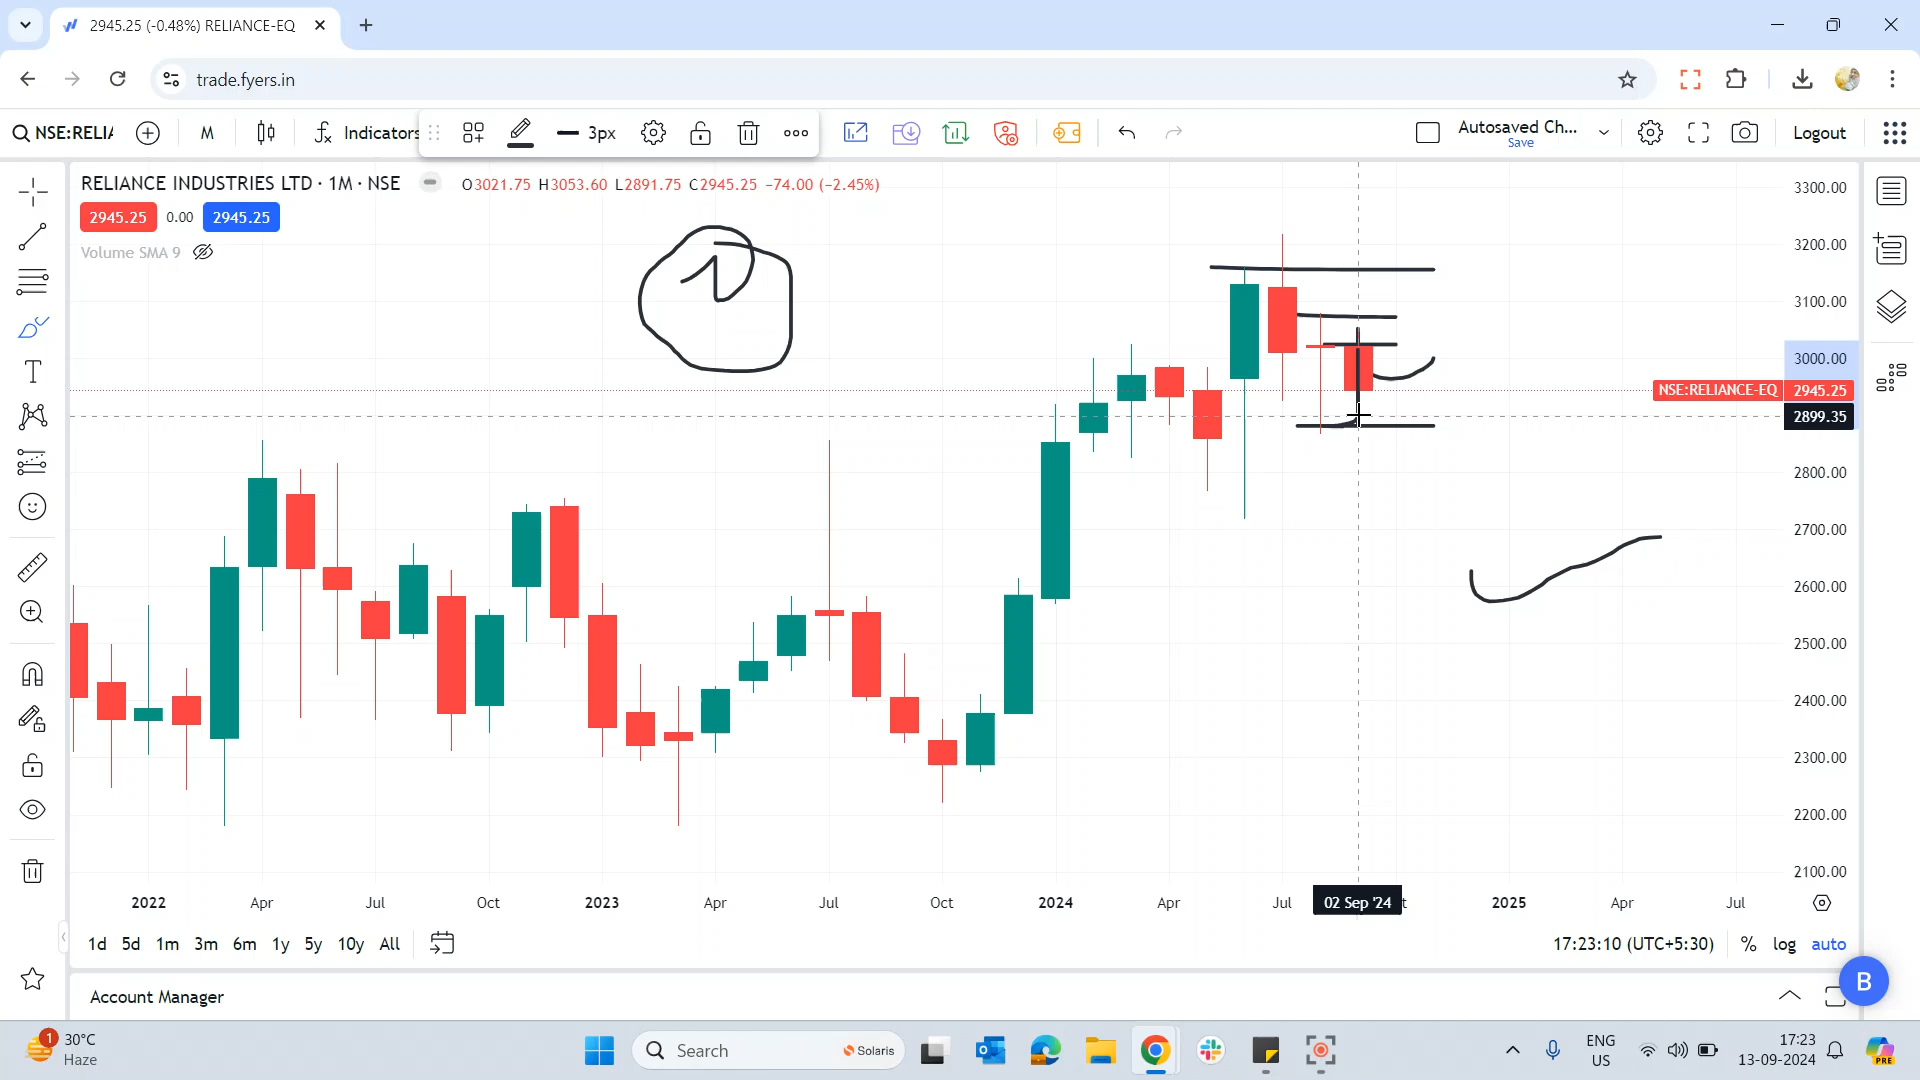 2945.25 (-0.48%) RELIANCE-EQ
trade.fyers.in
NSE:RELIA
M
Indicators
3px
Autosaved Ch...
Save
Logout
RELIANCE INDUSTRIES LTD · 1M · NSE
O3021.75 H3053.60 L2891.75 C2945.25 −74.00 (−2.45%)
2945.25 0.00 2945.25
Volume SMA 9
1
3300.00
3200.00
3100.00
3000.00
NSE:RELIANCE-EQ 2945.25
2899.35
2800.00
2700.00
2600.00
2500.00
2400.00
2300.00
2200.00
2100.00
2022 Apr Jul Oct 2023 Apr Jul Oct 2024 Apr Jul 02 Sep '24 2025 Apr Jul
1d 5d 1m 3m 6m 1y 5y 10y All
17:23:10 (UTC+5:30) % log auto
B
Account Manager
1
30°C
Haze
Search
Solaris
ENG
US
17:23
13-09-2024
PRE